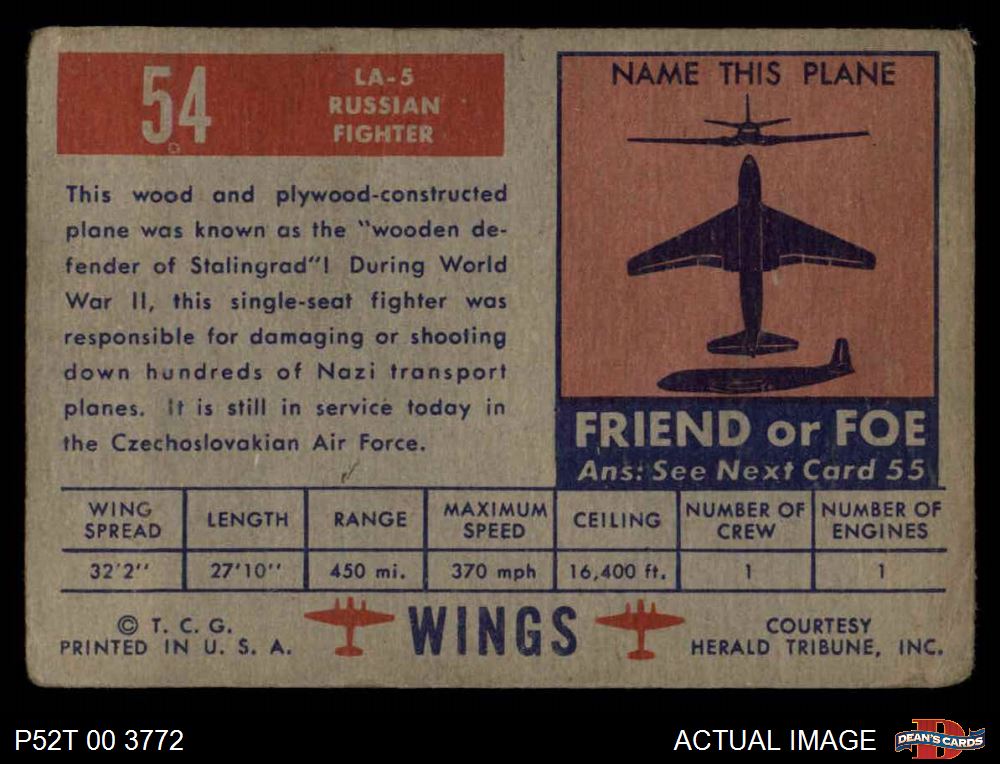 54
LA-5
RUSSIAN
FIGHTER
This wood and plywood-constructed
plane was known as the "wooden de-
fender of Stalingrad"! During World
War II, this single-seat fighter was
responsible for damaging or shooting
down hundreds of Nazi transport
planes. It is still in service today in
the Czechoslovakian Air Force.
NAME THIS PLANE
FRIEND or FOE
Ans: See Next Card 55
WING SPREAD LENGTH RANGE MAXIMUM SPEED CEILING NUMBER OF CREW NUMBER OF ENGINES
32'2" 27'10" 450 mi. 370 mph 16,400 ft. 1 1
© T. C. G.
PRINTED IN U. S. A.
WINGS
COURTESY
HERALD TRIBUNE, INC.
P52T 00 3772
ACTUAL IMAGE
DEAN'S CARDS